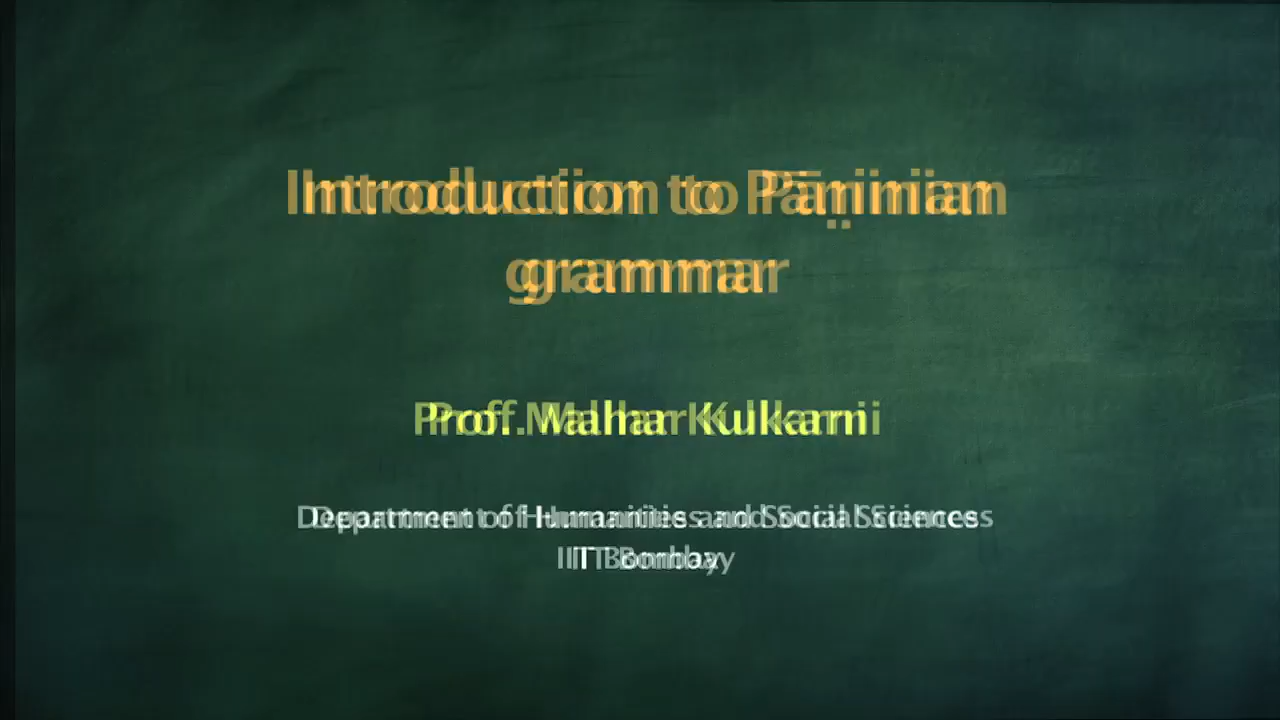 Introduction to Pāṇinian
grammar
Prof. Malhar Kulkarni
Department of Humanities and Social Sciences
IIT Bombay